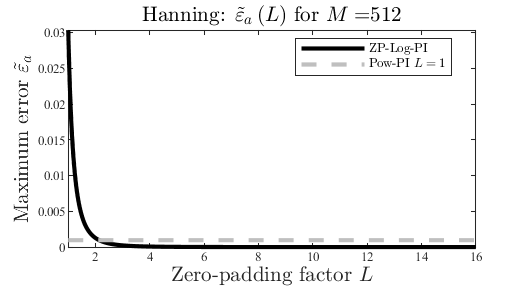 Hanning: ε̃ₐ (L) for M =512
ZP-Log-PI
Pow-PI L = 1
Maximum error ε̃ₐ
0.03
0.025
0.02
0.015
0.01
0.005
0
2 4 6 8 10 12 14 16
Zero-padding factor L